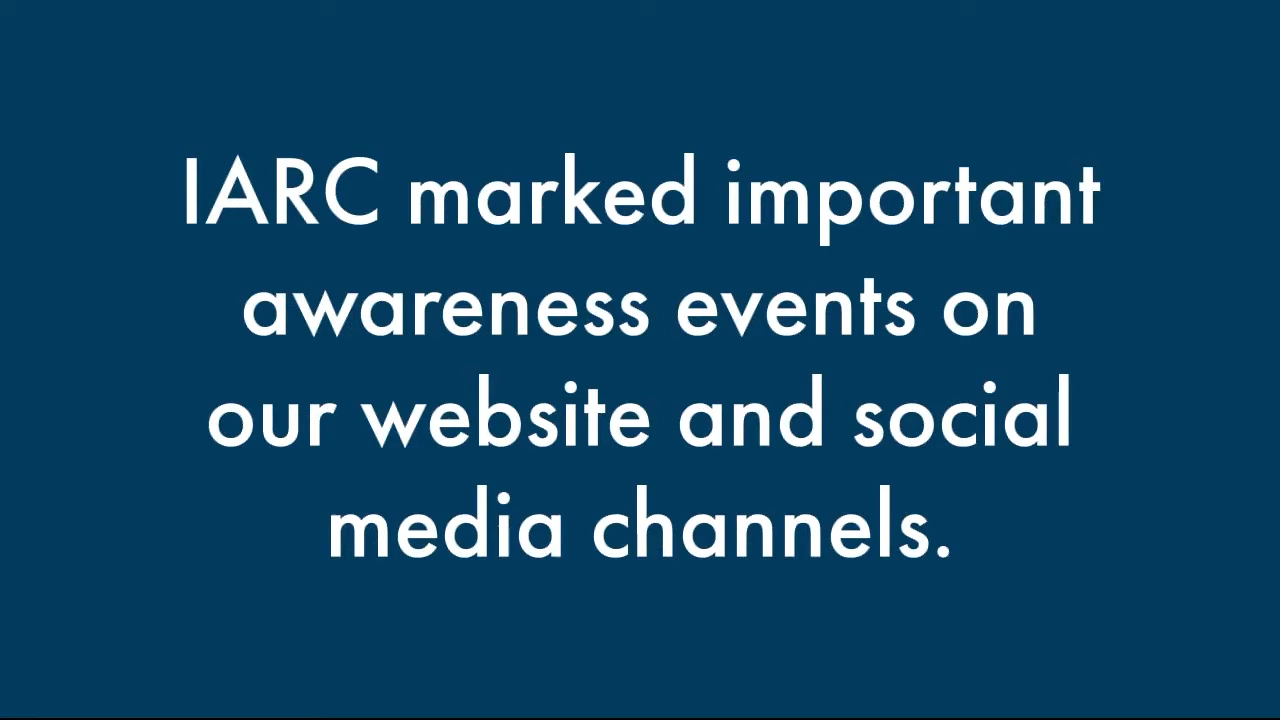 IARC marked important
awareness events on
our website and social
media channels.